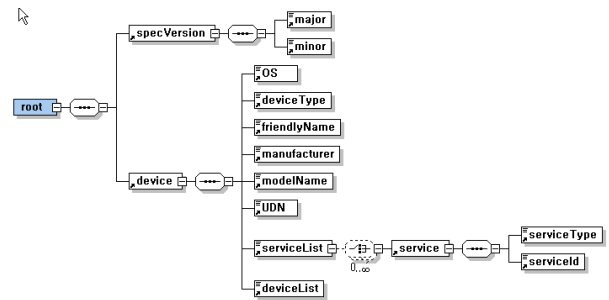 major
specVersion
minor
OS
deviceType
root
friendlyName
manufacturer
device
modelName
UDN
serviceType
serviceList
service
0..∞
serviceId
deviceList